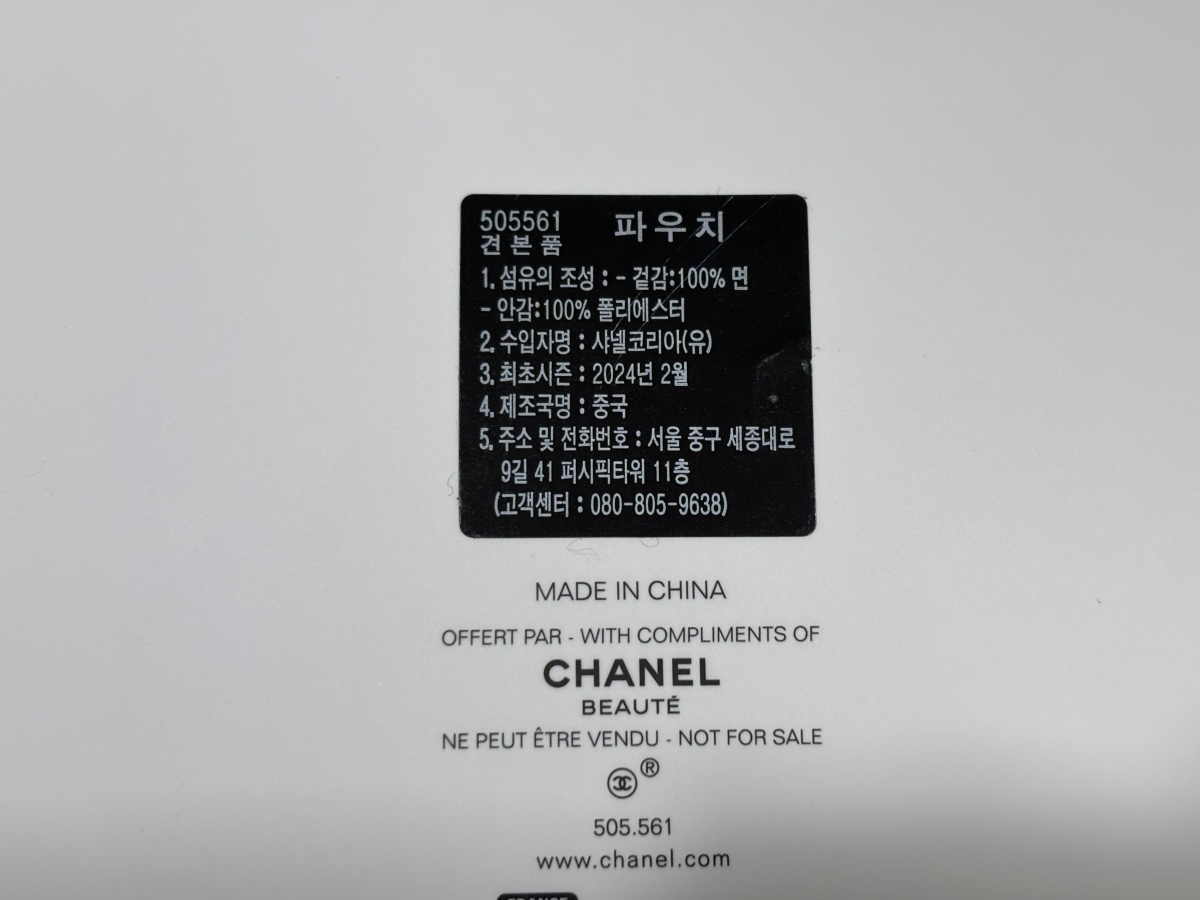 505561 파우치
견본품
1. 섬유의 조성 : - 겉감:100% 면
- 안감:100% 폴리에스터
2. 수입자명 : 샤넬코리아(유)
3. 최초시즌 : 2024년 2월
4. 제조국명 : 중국
5. 주소 및 전화번호 : 서울 중구 세종대로
9길 41 퍼시픽타워 11층
(고객센터 : 080-805-9638)
MADE IN CHINA
OFFERT PAR - WITH COMPLIMENTS OF
CHANEL
BEAUTÉ
NE PEUT ÊTRE VENDU - NOT FOR SALE
®
505.561
www.chanel.com